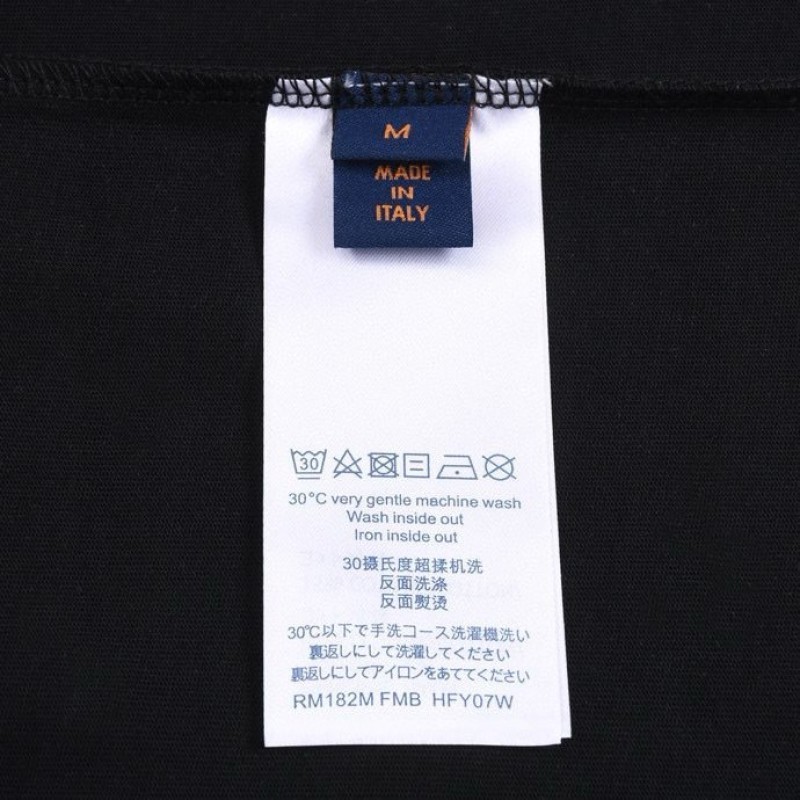 M
MADE
IN
ITALY
30
30°C very gentle machine wash
Wash inside out
Iron inside out
30摄氏度超揉机洗
反面洗涤
反面熨烫
30℃以下で手洗コース洗濯機洗い
裏返しにして洗濯してください
裏返しにしてアイロンをあててください
RM182M FMB HFY07W